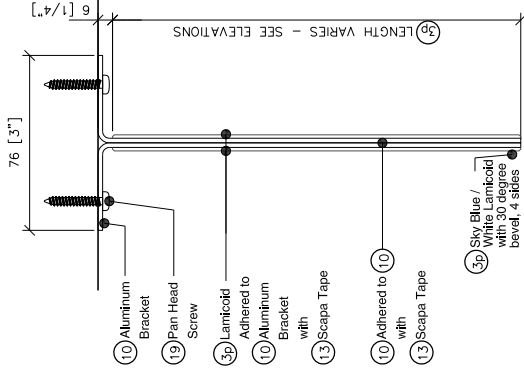 76 [3"]
6 [1/4"]
3p LENGTH VARIES - SEE ELEVATIONS
10 Aluminum
Bracket
19 Pan Head
Screw
3p Lamicoid
Adhered to
10 Aluminum
Bracket
with
13 Scapa Tape
10 Adhered to 10
with
13 Scapa Tape
3p Sky Blue /
White Lamicoid
with 30 degree
bevel, 4 sides